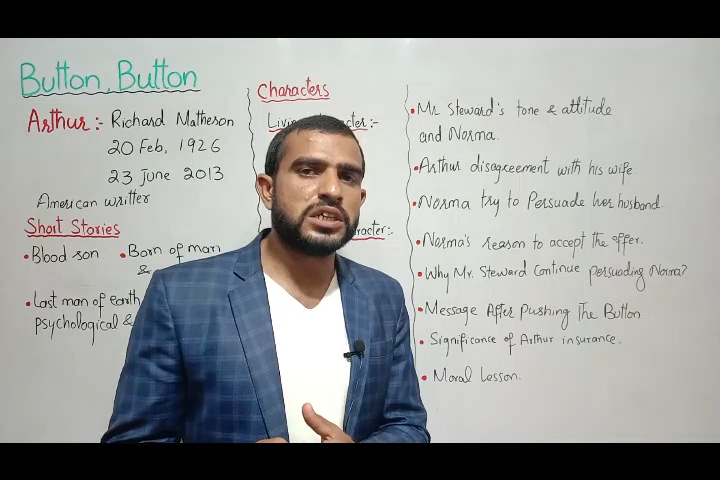 Button, Button
Arthur:- Richard Matheson
20 Feb, 1926
23 June 2013
American writter
Short Stories
• Blood son • Born of man
&
• Last man of earth
psychological &
Characters
:-
:-
• Mr Steward's tone & attitude
and Norma.
• Arthur disagreement with his wife.
• Norma try to Persuade her husband.
• Norma's reason to accept the offer.
• Why Mr. Steward Continue persuading Norma?
• Message After Pushing The Button
• Significance of Arthur insurance.
• Moral Lesson.